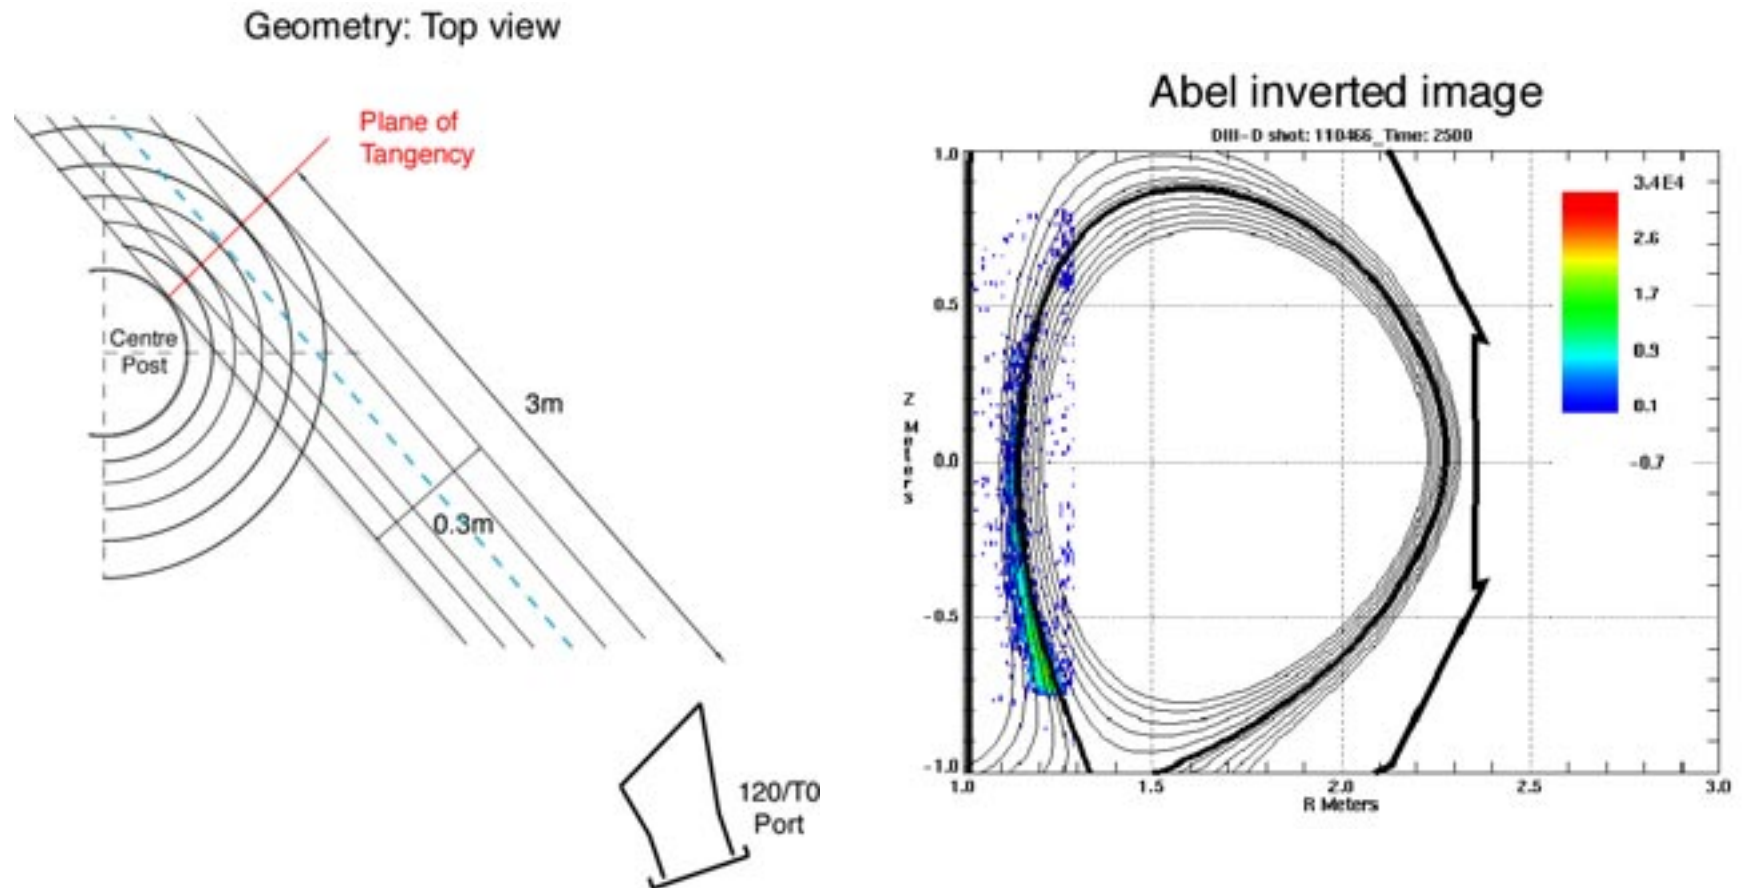 Geometry: Top view
Plane of
Tangency
Centre
Post
3m
0.3m
120/T0
Port
Abel inverted image
DIII-D shot: 110466_Time: 2500
1.0
0.5
0.0
-0.5
-1.0
Z
1.0
1.5
2.0
2.5
3.0
R Meters
3.4E4
2.6
1.7
0.9
0.1
-0.7